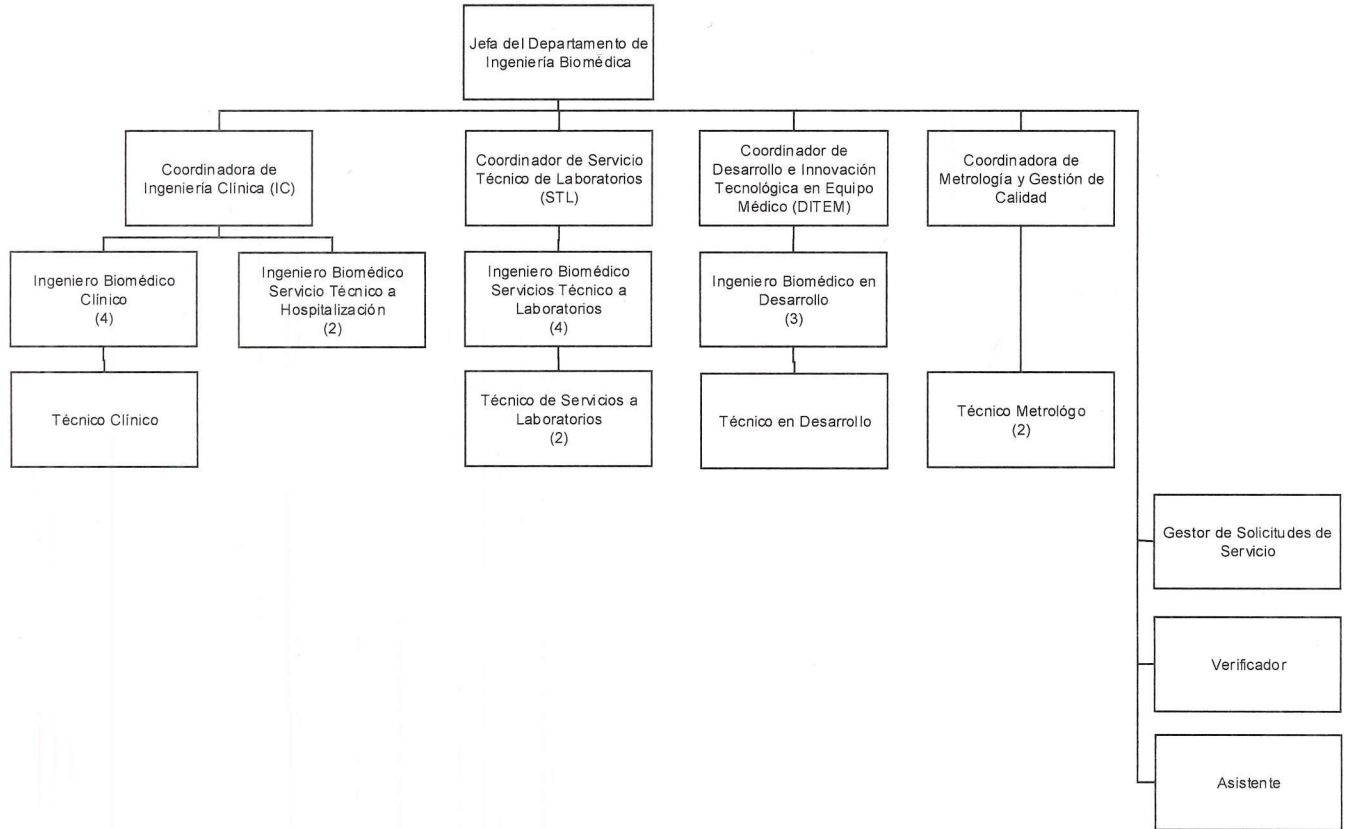 Jefa del Departamento de
Ingeniería Biomédica
Coordinadora de
Ingeniería Clínica (IC)
Coordinador de Servicio
Técnico de Laboratorios
(STL)
Coordinador de
Desarrollo e Innovación
Tecnológica en Equipo
Médico (DITEM)
Coordinadora de
Metrología y Gestión de
Calidad
Ingeniero Biomédico
Clínico
(4)
Ingeniero Biomédico
Servicio Técnico a
Hospitalización
(2)
Ingeniero Biomédico
Servicios Técnico a
Laboratorios
(4)
Ingeniero Biomédico en
Desarrollo
(3)
Técnico Clínico
Técnico de Servicios a
Laboratorios
(2)
Técnico en Desarrollo
Técnico Metrológo
(2)
Gestor de Solicitudes de
Servicio
Verificador
Asistente